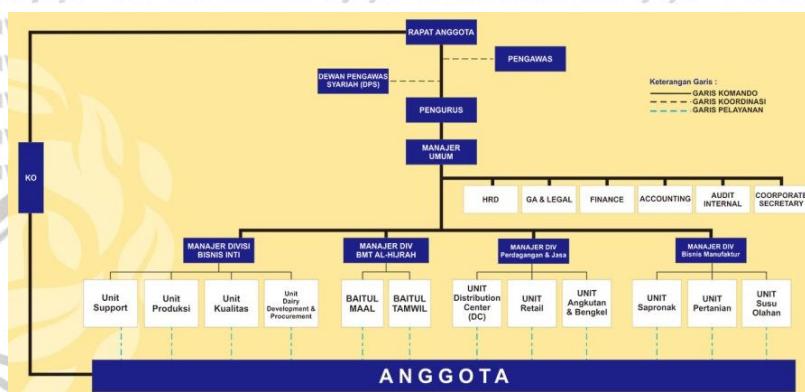 RAPAT ANGGOTA
PENGAWAS
DEWAN PENGAWAS
SYARIAH (DPS)
Keterangan Garis :
GARIS KOMANDO
GARIS KOORDINASI
GARIS PELAYANAN
PENGURUS
MANAJER
UMUM
KO
HRD
GA & LEGAL
FINANCE
ACCOUNTING
AUDIT
INTERNAL
COORPORATE
SECRETARY
MANAJER DIVISI
BISNIS INTI
MANAJER DIV
BMT AL-HIJRAH
MANAJER DIV
Perdagangan & Jasa
MANAJER DIV
Bisnis Manufaktur
Unit
Support
Unit
Produksi
Unit
Kualitas
Unit
Dairy
Development &
Procurement
BAITUL
MAAL
BAITUL
TAMWIL
UNIT
Distribution
Center (DC)
UNIT
Retail
UNIT
Angkutan
& Bengkel
UNIT
Sapronak
UNIT
Pertanian
UNIT
Susu
Olahan
ANGGOTA